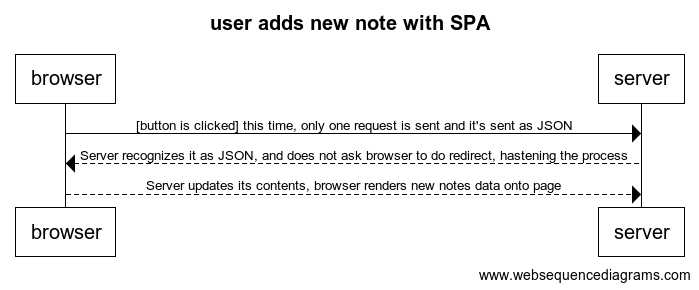 user adds new note with SPA
browser
server
[button is clicked] this time, only one request is sent and it's sent as JSON
Server recognizes it as JSON, and does not ask browser to do redirect, hastening the process
Server updates its contents, browser renders new notes data onto page
browser
server
www.websequencediagrams.com